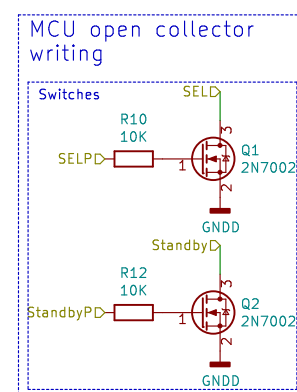 MCU open collector
writing
Switches
SEL
R10
10K
3
Q1
SELP
1
2N7002
2
GNDD
Standby
R12
10K
3
Q2
StandbyP
1
2N7002
2
GNDD